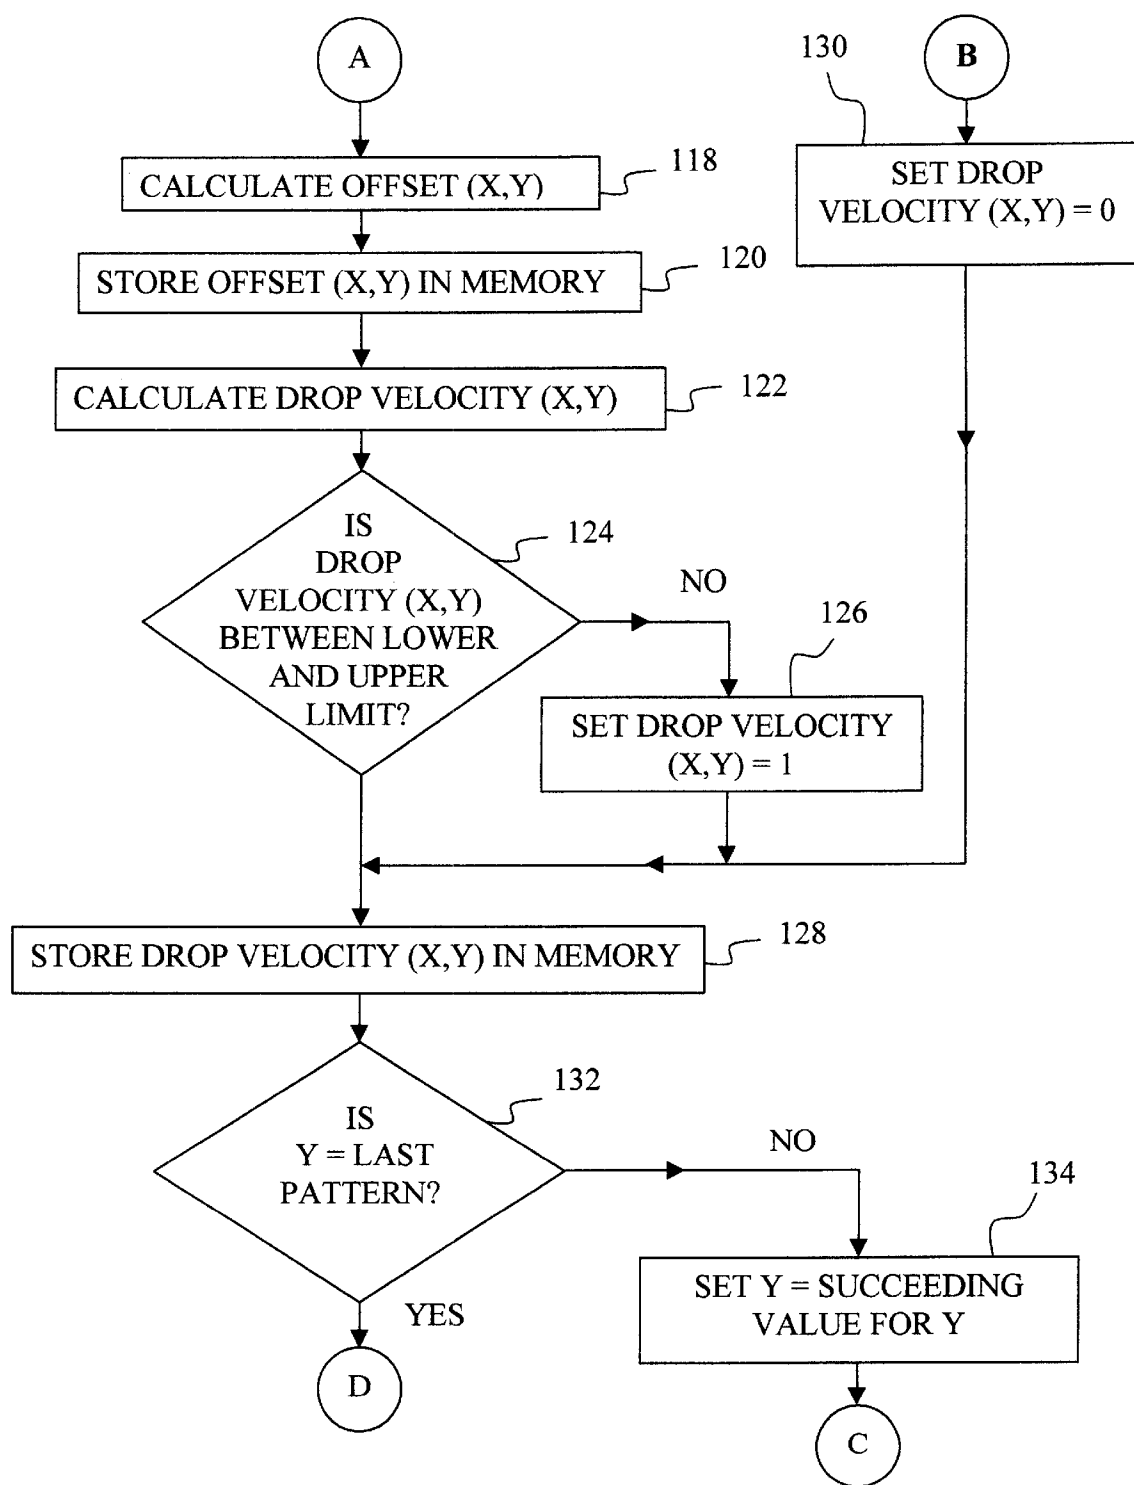 A
130
B
118
CALCULATE OFFSET (X,Y)
SET DROP
VELOCITY (X,Y) = 0
120
STORE OFFSET (X,Y) IN MEMORY
122
CALCULATE DROP VELOCITY (X,Y)
IS
DROP
VELOCITY (X,Y)
BETWEEN LOWER
AND UPPER
LIMIT?
124
NO
126
SET DROP VELOCITY
(X,Y) = 1
128
STORE DROP VELOCITY (X,Y) IN MEMORY
132
IS
Y = LAST
PATTERN?
NO
134
SET Y = SUCCEEDING
VALUE FOR Y
YES
D
C